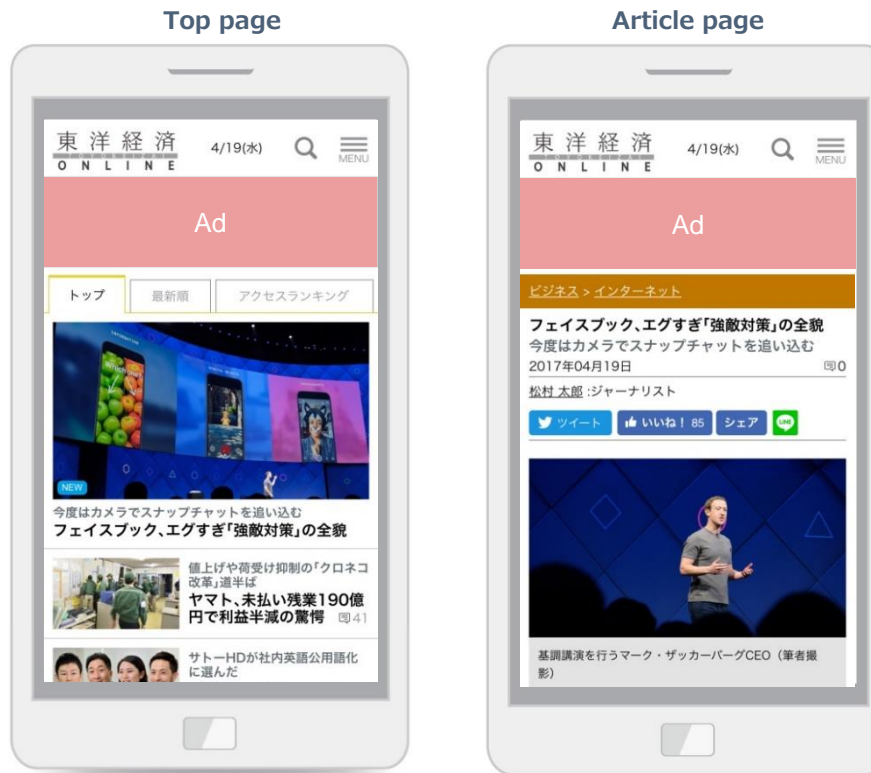 Top page
東洋経済
TOYOKEIZAI
ONLINE
4/19(水)
MENU
Ad
トップ
最新順
アクセスランキング
NEW
今度はカメラでスナップチャットを追い込む
フェイスブック、エグすぎ「強敵対策」の全貌
値上げや荷受け抑制の「クロネコ
改革」道半ば
ヤマト、未払い残業190億
円で利益半減の驚愕 41
サトーHDが社内英語公用語化
に選んだ
Article page
東洋経済
TOYOKEIZAI
ONLINE
4/19(水)
MENU
Ad
ビジネス > インターネット
フェイスブック、エグすぎ「強敵対策」の全貌
今度はカメラでスナップチャットを追い込む
2017年04月19日 0
松村 太郎 :ジャーナリスト
ツイート
いいね! 85
シェア
LINE
基調講演を行うマーク・ザッカーバーグCEO（筆者撮
影）